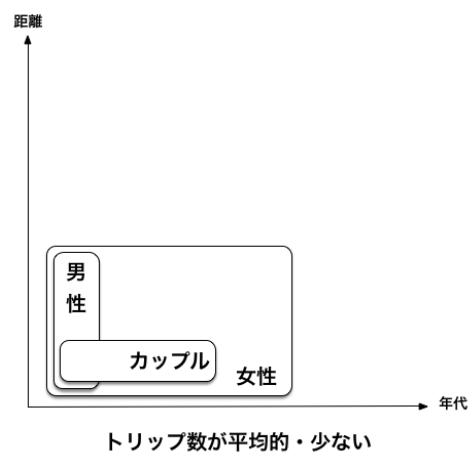 距離
男
性
カップル
女性
年代
トリップ数が平均的・少ない